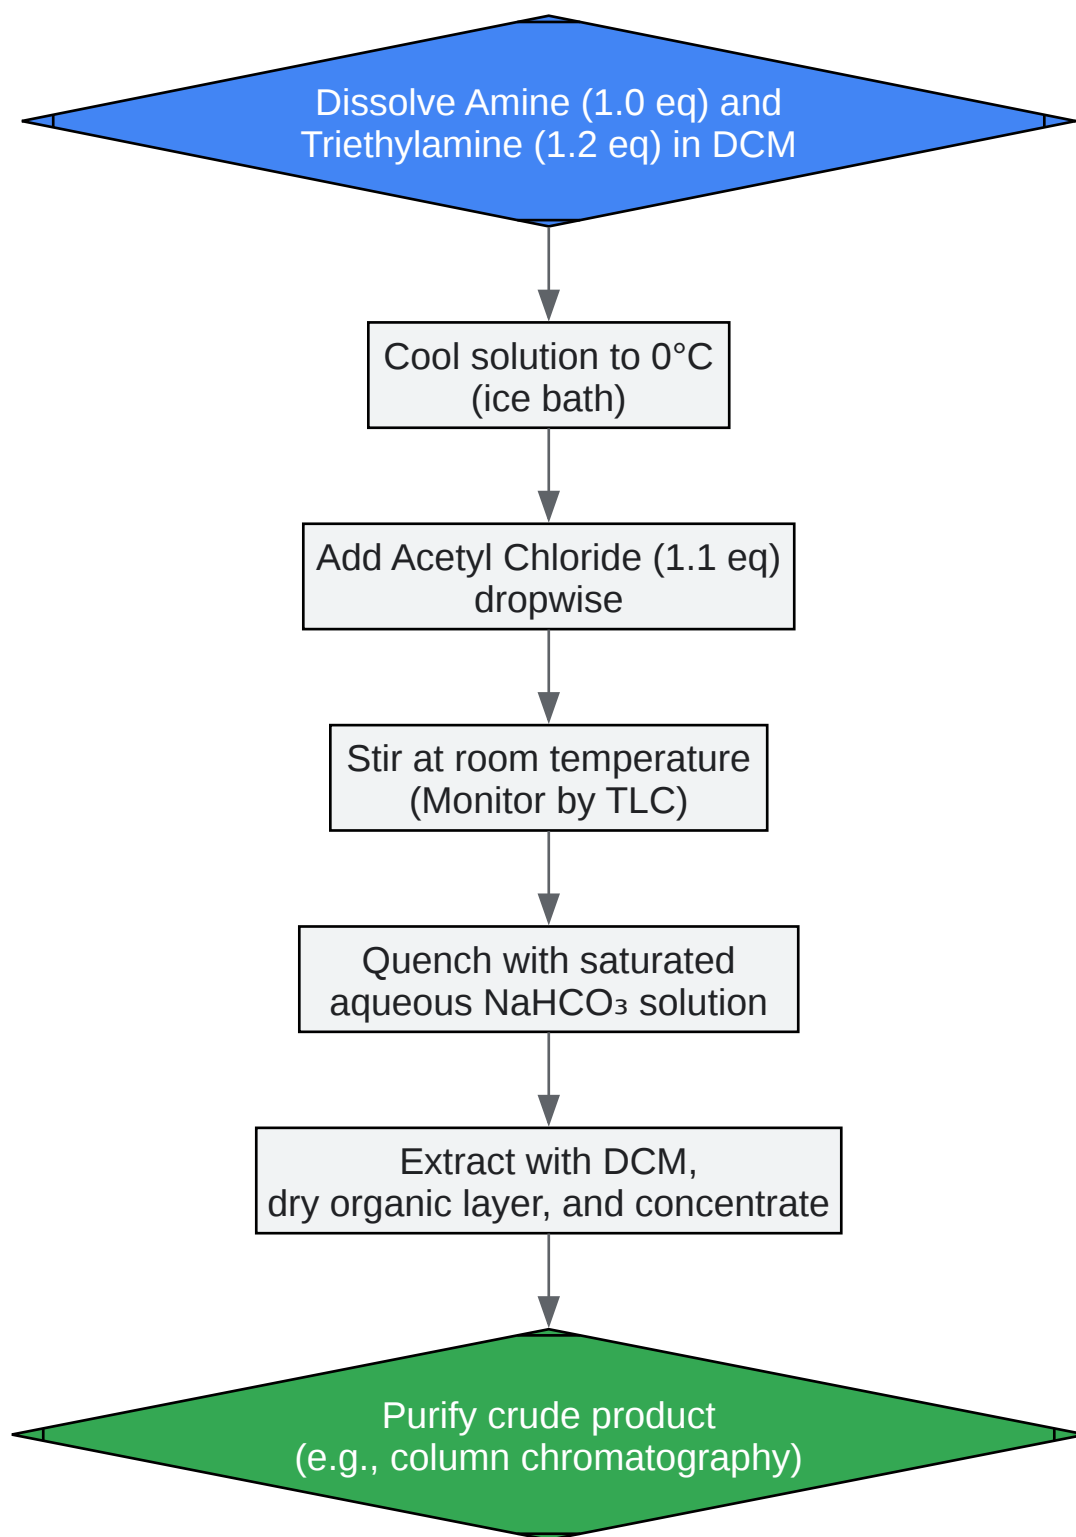 Dissolve Amine (1.0 eq) and
Triethylamine (1.2 eq) in DCM
Cool solution to 0°C
(ice bath)
Add Acetyl Chloride (1.1 eq)
dropwise
Stir at room temperature
(Monitor by TLC)
Quench with saturated
aqueous NaHCO₃ solution
Extract with DCM,
dry organic layer, and concentrate
Purify crude product
(e.g., column chromatography)